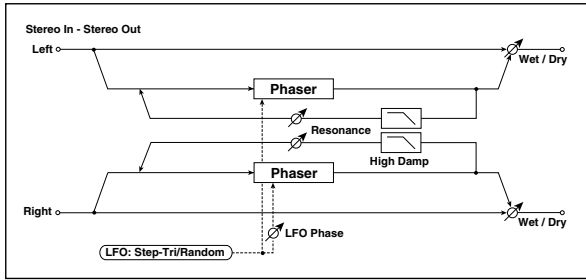 Stereo In - Stereo Out
Left
Wet / Dry
Phaser
Resonance
High Damp
Phaser
Right
Wet / Dry
LFO Phase
LFO: Step-Tri/Random